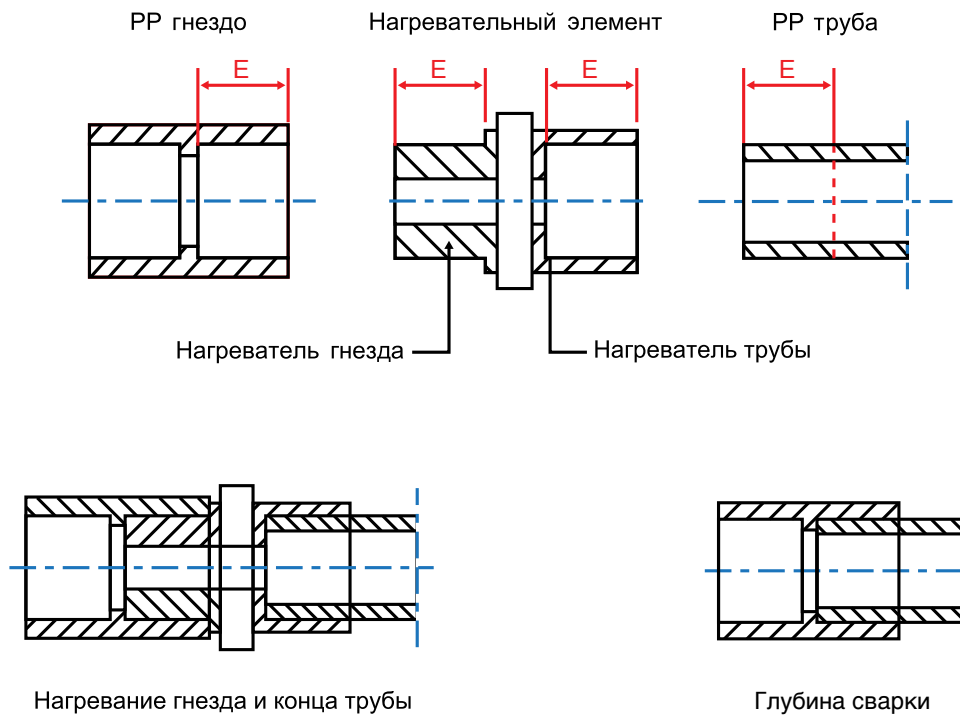 PP гнездо
Нагревательный элемент
PP труба
E
E
E
E
Нагреватель гнезда
Нагреватель трубы
Нагревание гнезда и конца трубы
Глубина сварки